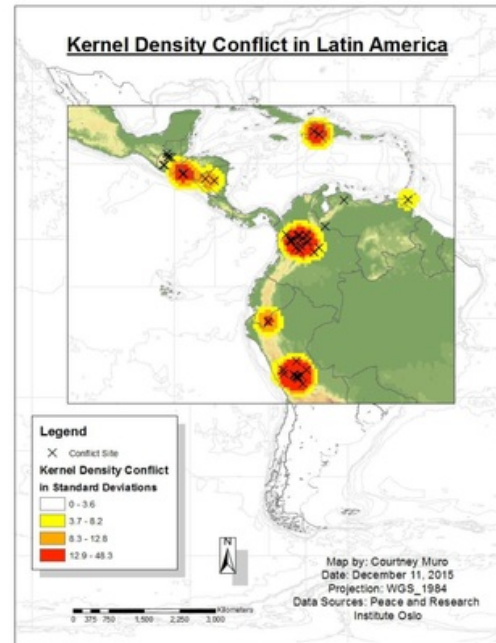 Kernel Density Conflict in Latin America
Legend
Conflict Site
Kernel Density Conflict
in Standard Deviations
0 - 3.6
3.7 - 8.2
8.3 - 12.8
12.9 - 48.3
N
Map by: Courtney Muro
Date: December 11, 2015
Projection: WGS_1984
Data Sources: Peace and Research
Institute Oslo
Kilometers
0 375 750 1,500 2,250 3,000